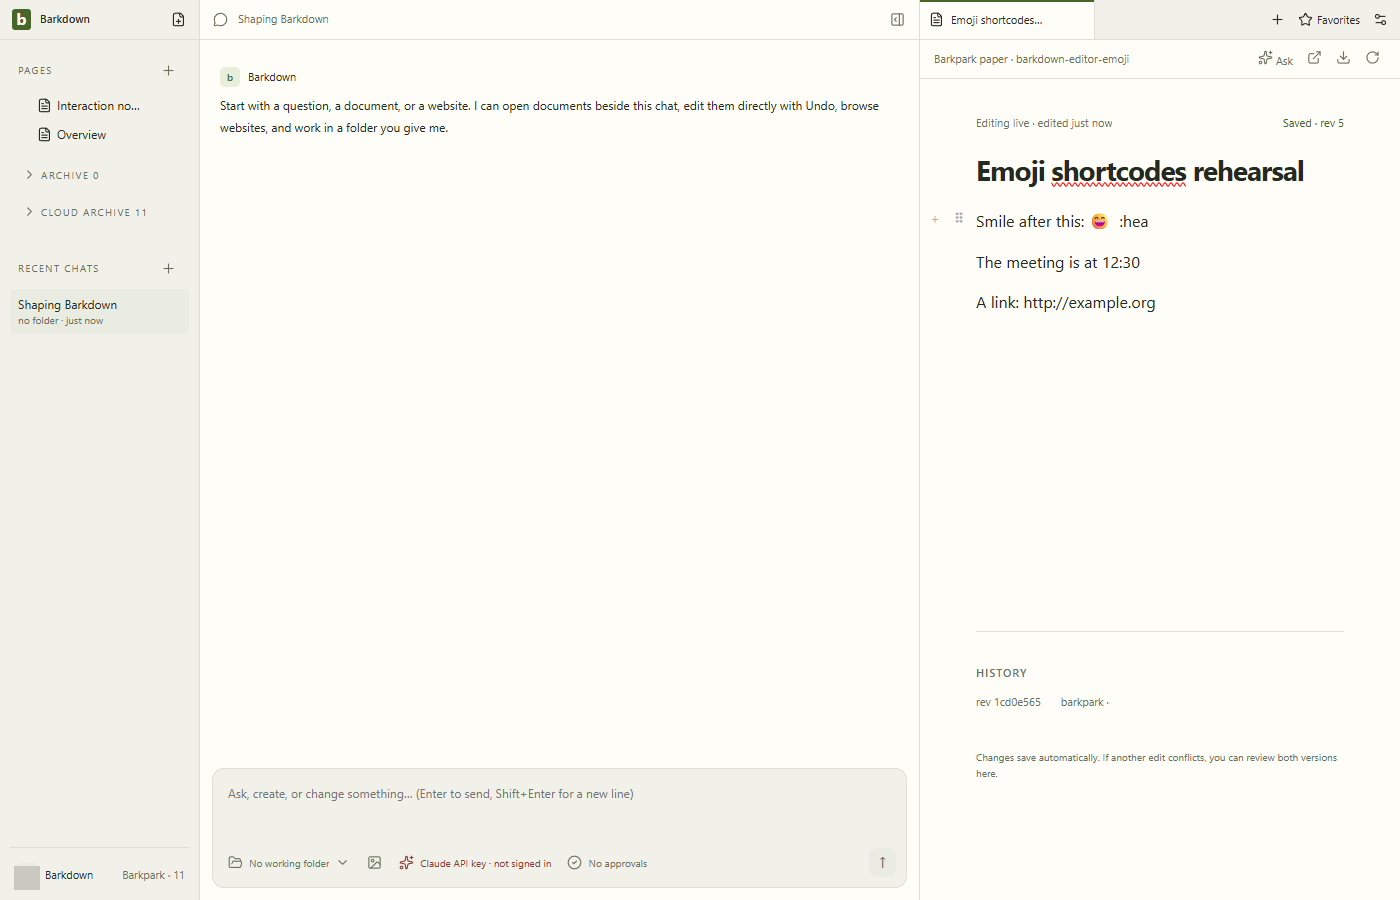 b Barkdown
PAGES
Interaction no...
Overview
ARCHIVE 0
CLOUD ARCHIVE 11
RECENT CHATS
Shaping Barkdown
no folder · just now
Barkdown Barkpark · 11
Shaping Barkdown
b Barkdown
Start with a question, a document, or a website. I can open documents beside this chat, edit them directly with Undo, browse
websites, and work in a folder you give me.
Ask, create, or change something... (Enter to send, Shift+Enter for a new line)
No working folder Claude API key · not signed in No approvals ↑
Emoji shortcodes... Favorites
Barkpark paper · barkdown-editor-emoji Ask
Editing live · edited just now Saved · rev 5
Emoji shortcodes rehearsal
Smile after this: 😄 :hea
The meeting is at 12:30
A link: http://example.org
HISTORY
rev 1cd0e565 barkpark ·
Changes save automatically. If another edit conflicts, you can review both versions
here.